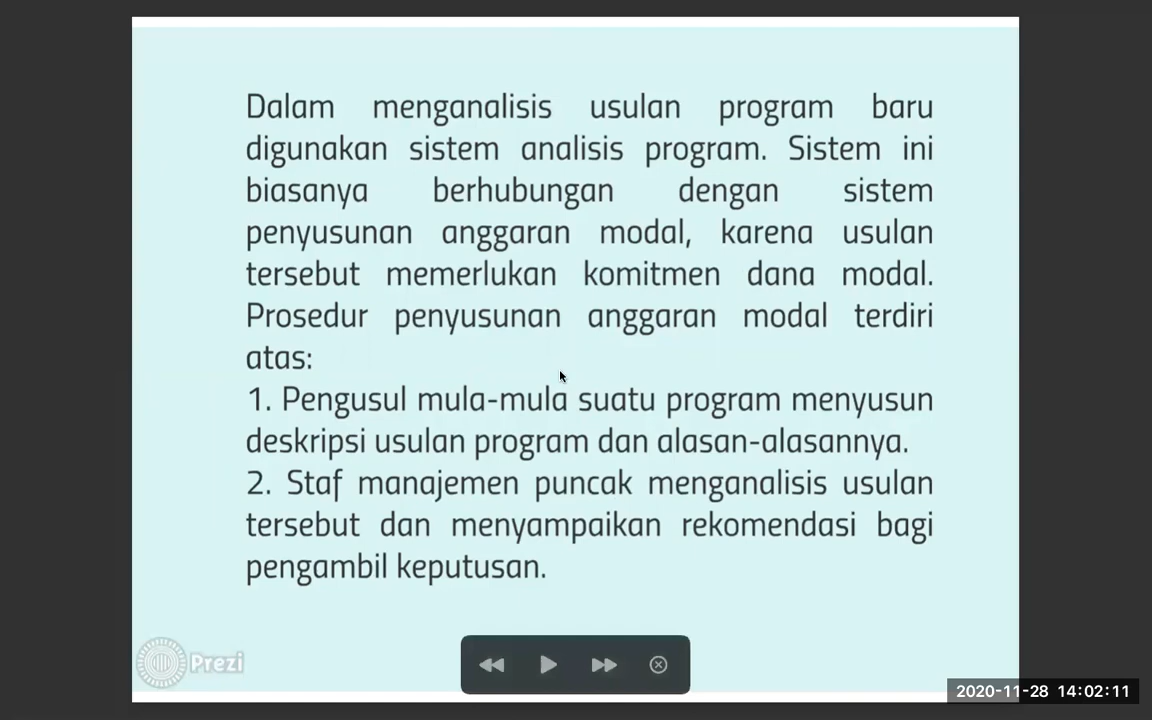 Dalam menganalisis usulan program baru
digunakan sistem analisis program. Sistem ini
biasanya berhubungan dengan sistem
penyusunan anggaran modal, karena usulan
tersebut memerlukan komitmen dana modal.
Prosedur penyusunan anggaran modal terdiri
atas:
1. Pengusul mula-mula suatu program menyusun
deskripsi usulan program dan alasan-alasannya.
2. Staf manajemen puncak menganalisis usulan
tersebut dan menyampaikan rekomendasi bagi
pengambil keputusan.
Prezi
2020-11-28 14:02:11